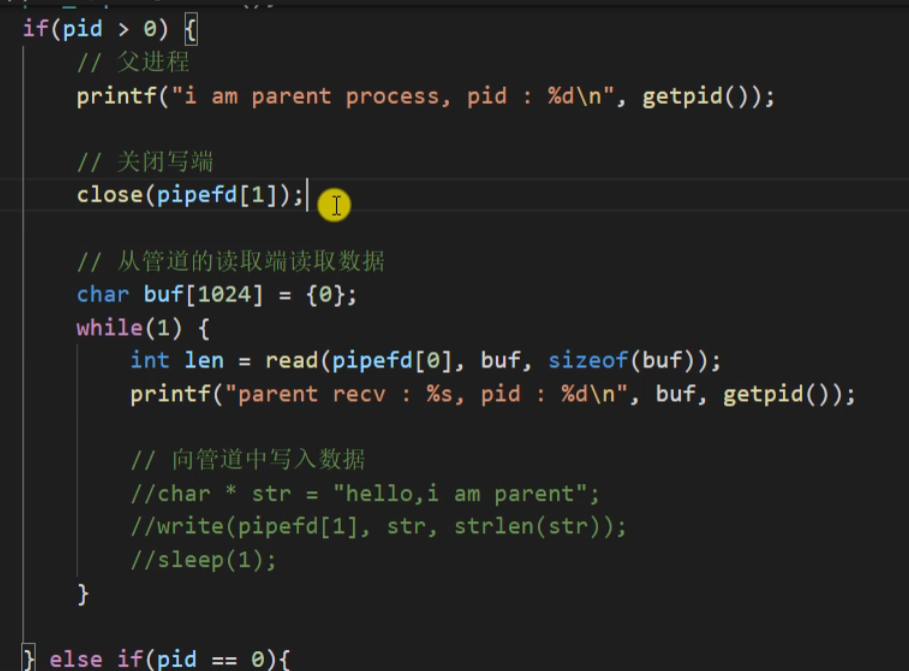 if(pid > 0) {
// 父进程
printf("i am parent process, pid : %d\n", getpid());
// 关闭写端
close(pipefd[1]);
// 从管道的读取端读取数据
char buf[1024] = {0};
while(1) {
int len = read(pipefd[0], buf, sizeof(buf));
printf("parent recv : %s, pid : %d\n", buf, getpid());
// 向管道中写入数据
//char * str = "hello,i am parent";
//write(pipefd[1], str, strlen(str));
//sleep(1);
}
} else if(pid == 0){